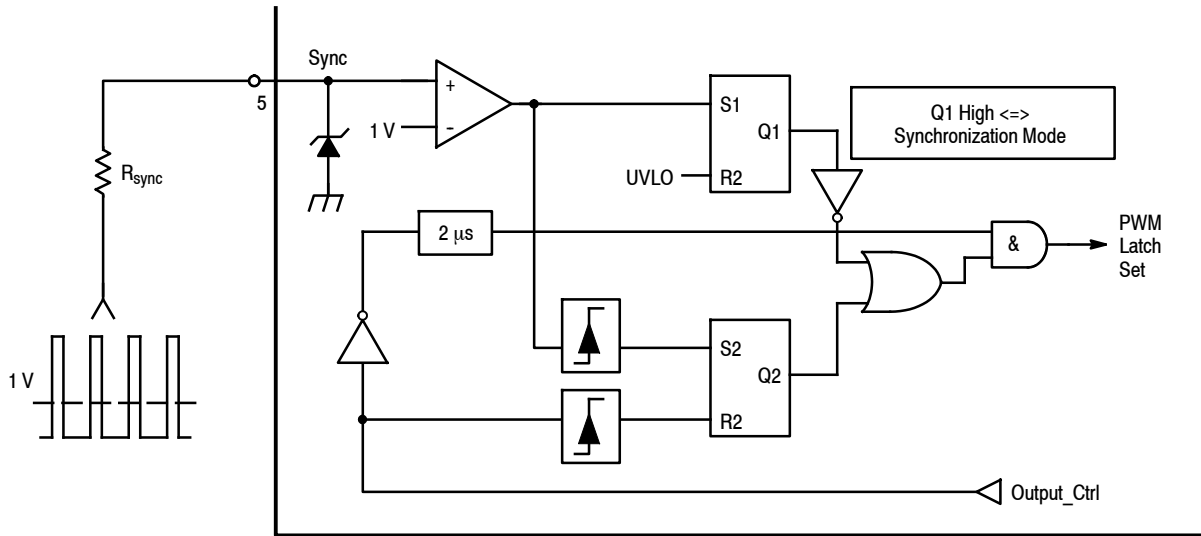 Sync
5
Rsync
+
1 V
-
S1
Q1
R2
UVLO
Q1 High <=>
Synchronization Mode
2 μs
&
PWM
Latch
Set
S2
Q2
R2
1 V
Output_Ctrl